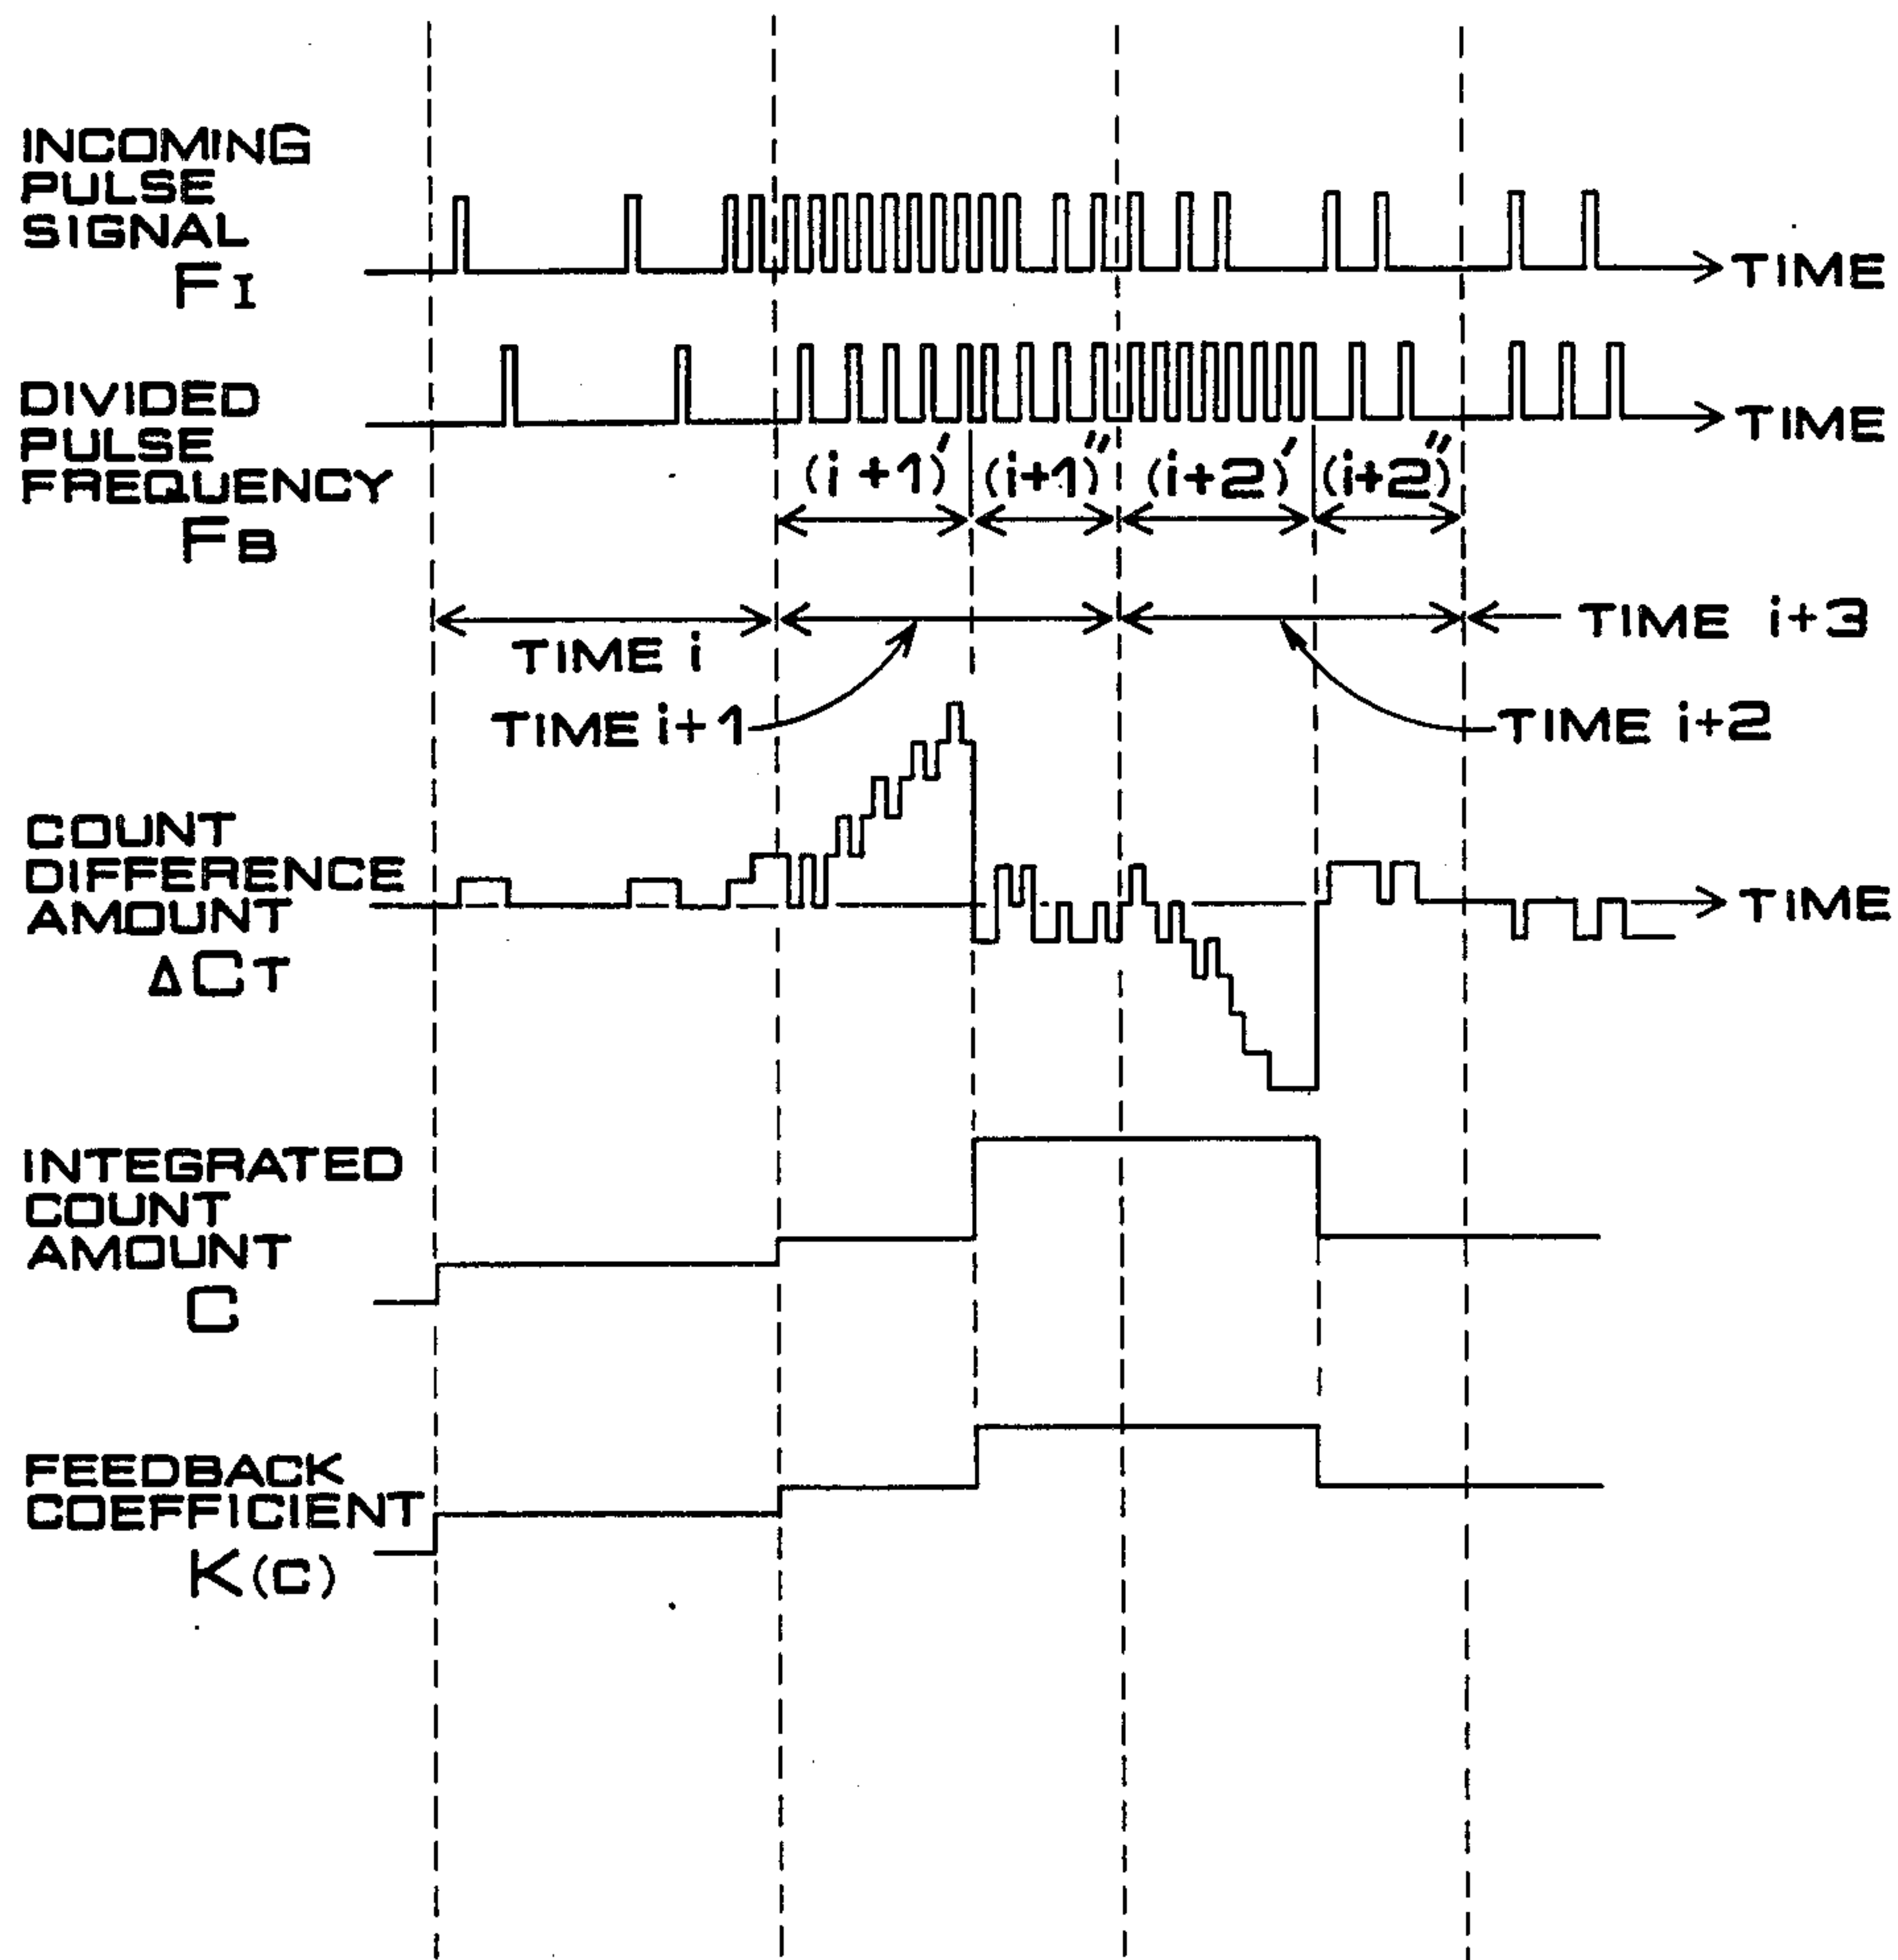 INCOMING
PULSE
SIGNAL
FI
TIME
DIVIDED
PULSE
FREQUENCY
FB
TIME
(i+1)' (i+1)'' (i+2)' (i+2)''
TIME i
TIME i+3
TIME i+1
TIME i+2
COUNT
DIFFERENCE
AMOUNT
ΔCT
TIME
INTEGRATED
COUNT
AMOUNT
C
FEEDBACK
COEFFICIENT
K(C)